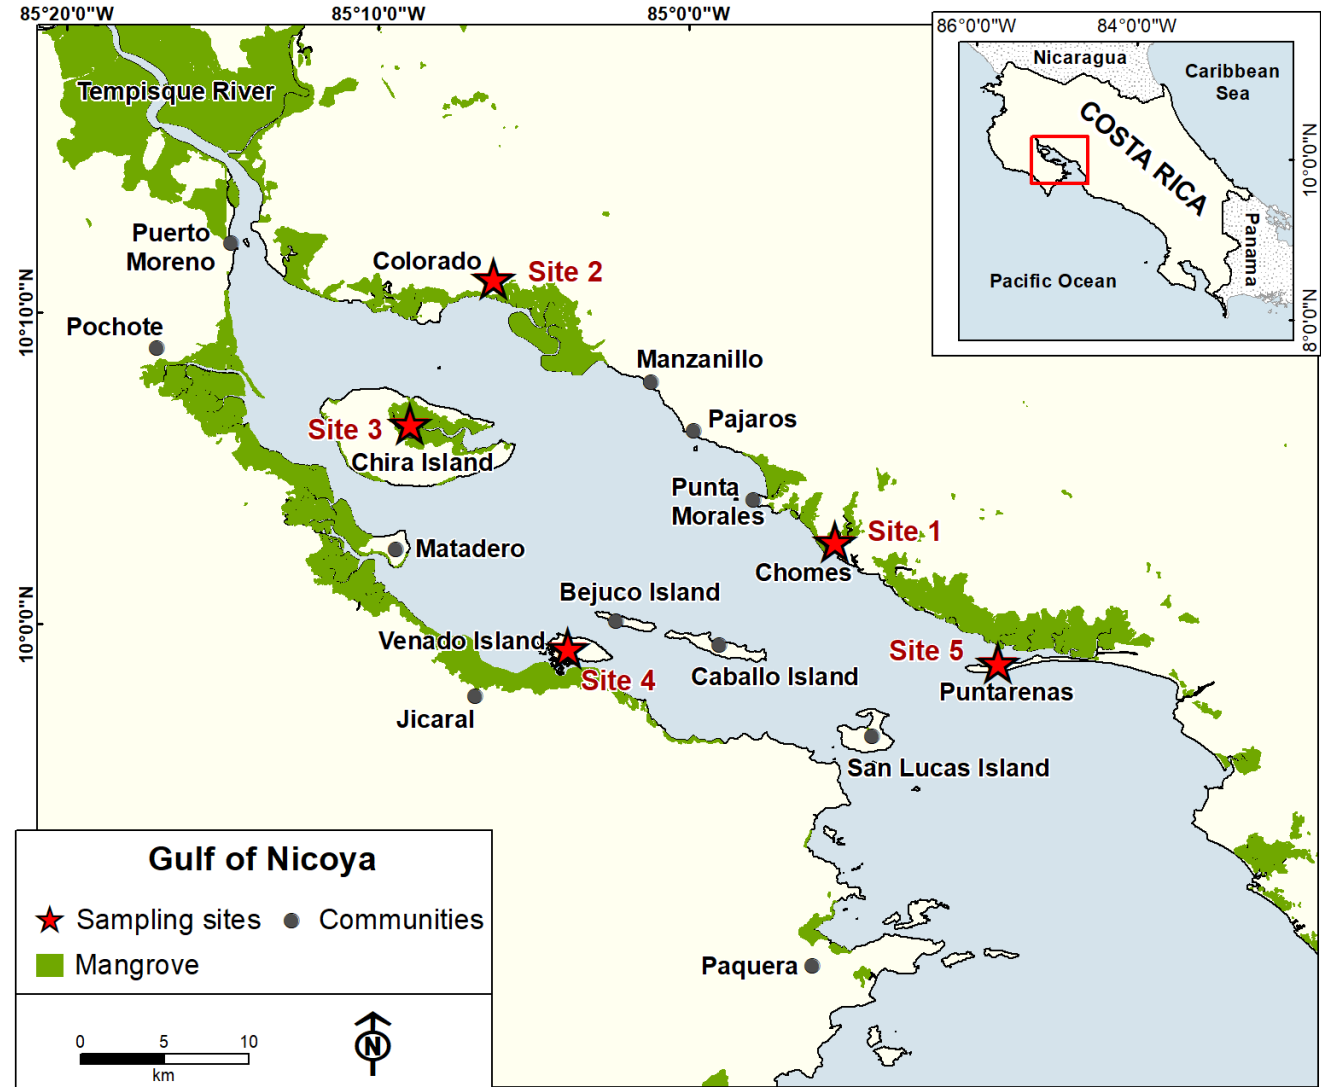 85°20'0"W
85°10'0"W
85°0'0"W
86°0'0"W
84°0'0"W
Nicaragua
Caribbean
Sea
COSTA RICA
10°0'0"N
Panama
Pacific Ocean
8°0'0"N
Tempisque River
Puerto
Moreno
Colorado
Site 2
10°10'0"N
Pochote
Manzanillo
Pajaros
Site 3
Chira Island
Punta
Morales
Site 1
Chomes
Matadero
Bejuco Island
10°0'0"N
Venado Island
Site 4
Caballo Island
Site 5
Puntarenas
Jicaral
San Lucas Island
Paquera
Gulf of Nicoya
Sampling sites
Communities
Mangrove
0 5 10
km
N